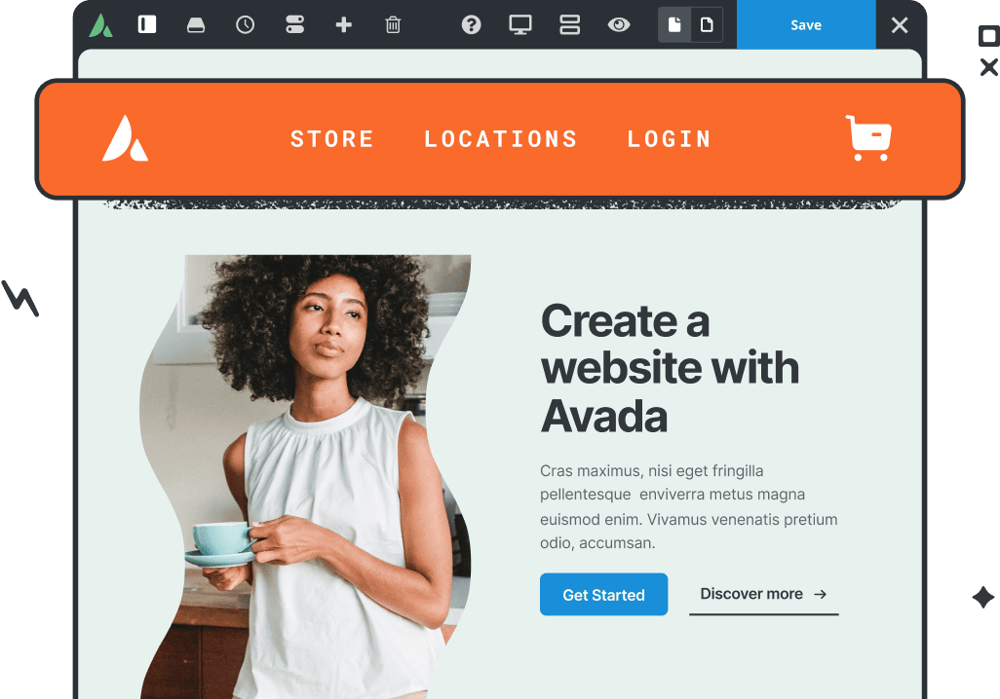 Save
STORE LOCATIONS LOGIN
Create a
website with
Avada
Cras maximus, nisi eget fringilla
pellentesque enviverra metus magna
euismod enim. Vivamus venenatis pretium
odio, accumsan.
Get Started Discover more →